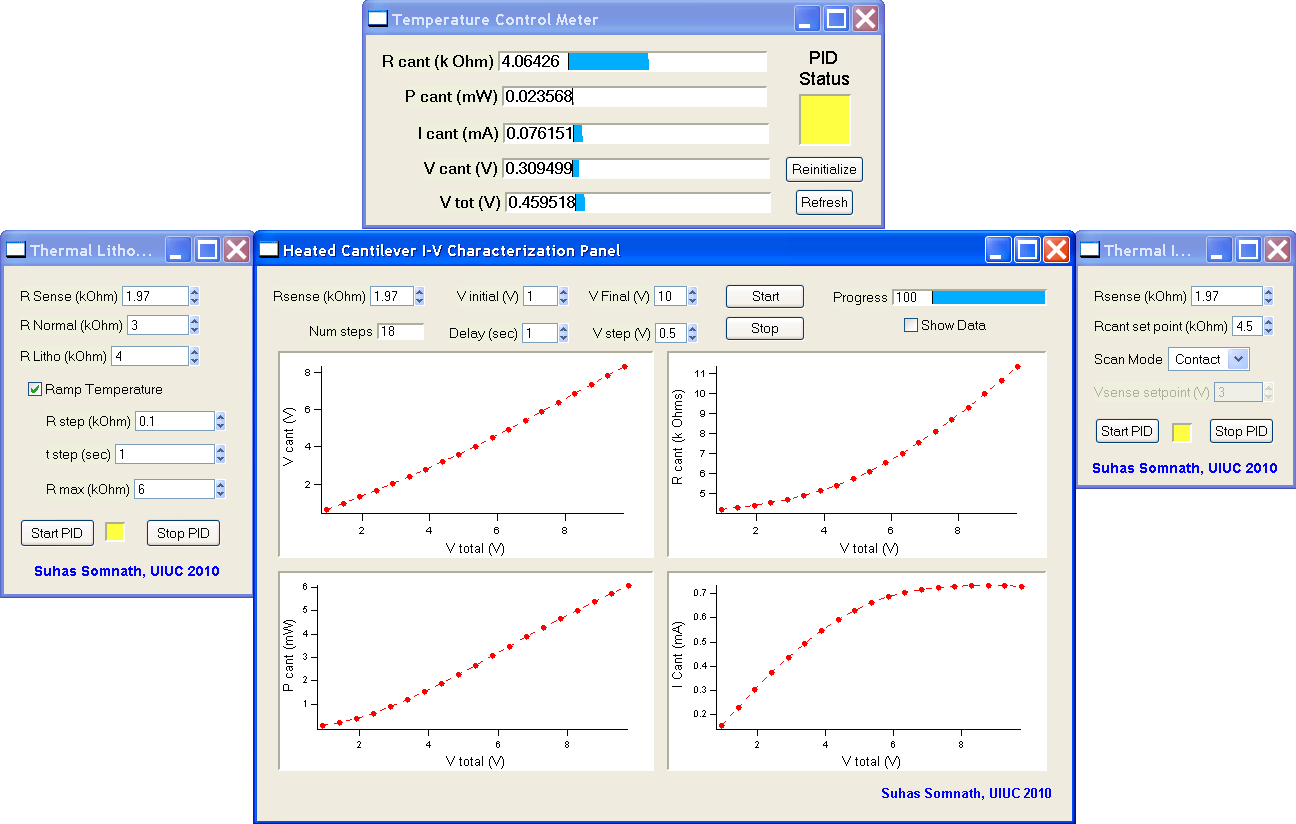 Temperature Control Meter
R cant (k Ohm) 4.06426
P cant (mW) 0.023568
I cant (mA) 0.076151
V cant (V) 0.309499
V tot (V) 0.459518
PID
Status
Reinitialize
Refresh
Thermal Litho...
R Sense (kOhm) 1.97
R Normal (kOhm) 3
R Litho (kOhm) 4
Ramp Temperature
R step (kOhm) 0.1
t step (sec) 1
R max (kOhm) 6
Start PID Stop PID
Suhas Somnath, UIUC 2010
Heated Cantilever I-V Characterization Panel
Rsense (kOhm) 1.97 V initial (V) 1 V Final (V) 10 Start Progress 100
Num steps 18 Delay (sec) 1 V step (V) 0.5 Stop Show Data
V cant (V)
8
6
4
2
2 4 6 8
V total (V)
R cant (k Ohms)
11
10
9
8
7
6
5
2 4 6 8
V total (V)
P cant (mW)
6
5
4
3
2
1
2 4 6 8
V total (V)
I Cant (mA)
0.7
0.6
0.5
0.4
0.3
0.2
2 4 6 8
V total (V)
Suhas Somnath, UIUC 2010
Thermal I...
Rsense (kOhm) 1.97
Rcant set point (kOhm) 4.5
Scan Mode Contact
Vsense setpoint (V) 3
Start PID Stop PID
Suhas Somnath, UIUC 2010